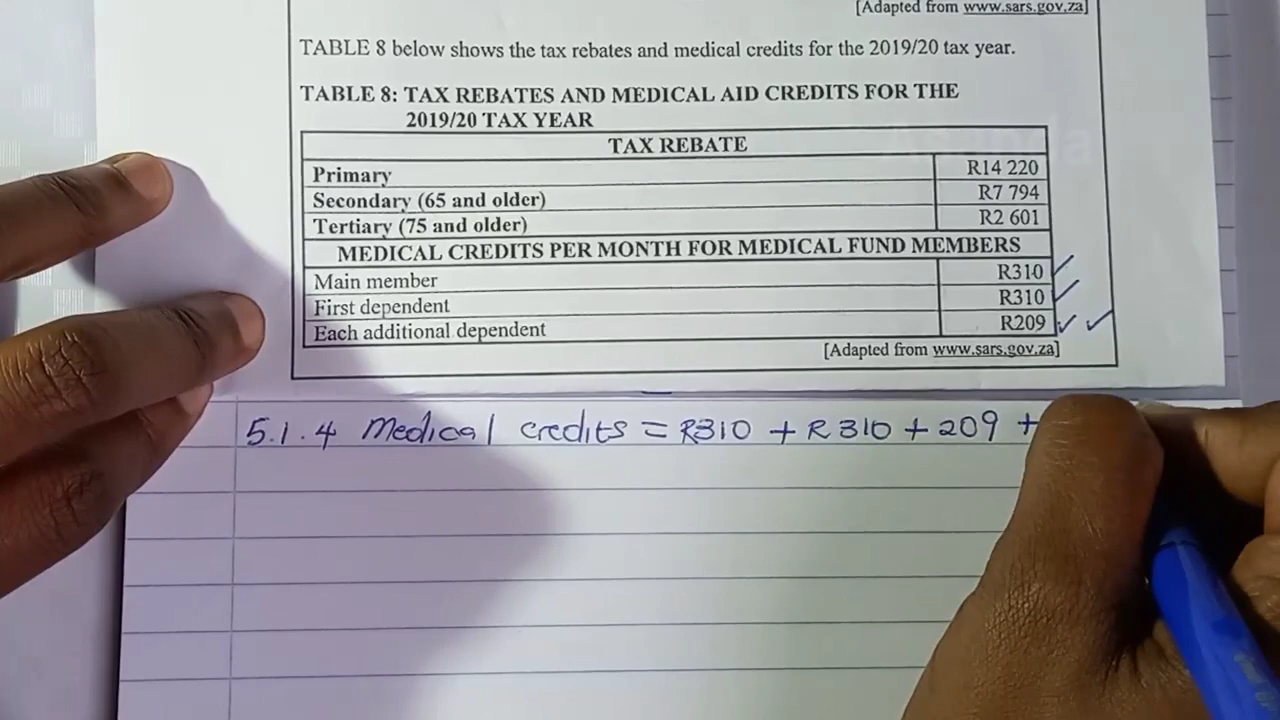 [Adapted from www.sars.gov.za]
TABLE 8 below shows the tax rebates and medical credits for the 2019/20 tax year.
TABLE 8: TAX REBATES AND MEDICAL AID CREDITS FOR THE
2019/20 TAX YEAR
TAX REBATE
Primary R14 220
Secondary (65 and older) R7 794
Tertiary (75 and older) R2 601
MEDICAL CREDITS PER MONTH FOR MEDICAL FUND MEMBERS
Main member R310
First dependent R310
Each additional dependent R209
[Adapted from www.sars.gov.za]
5.1.4 Medical credits = R310 + R310 + 209 +